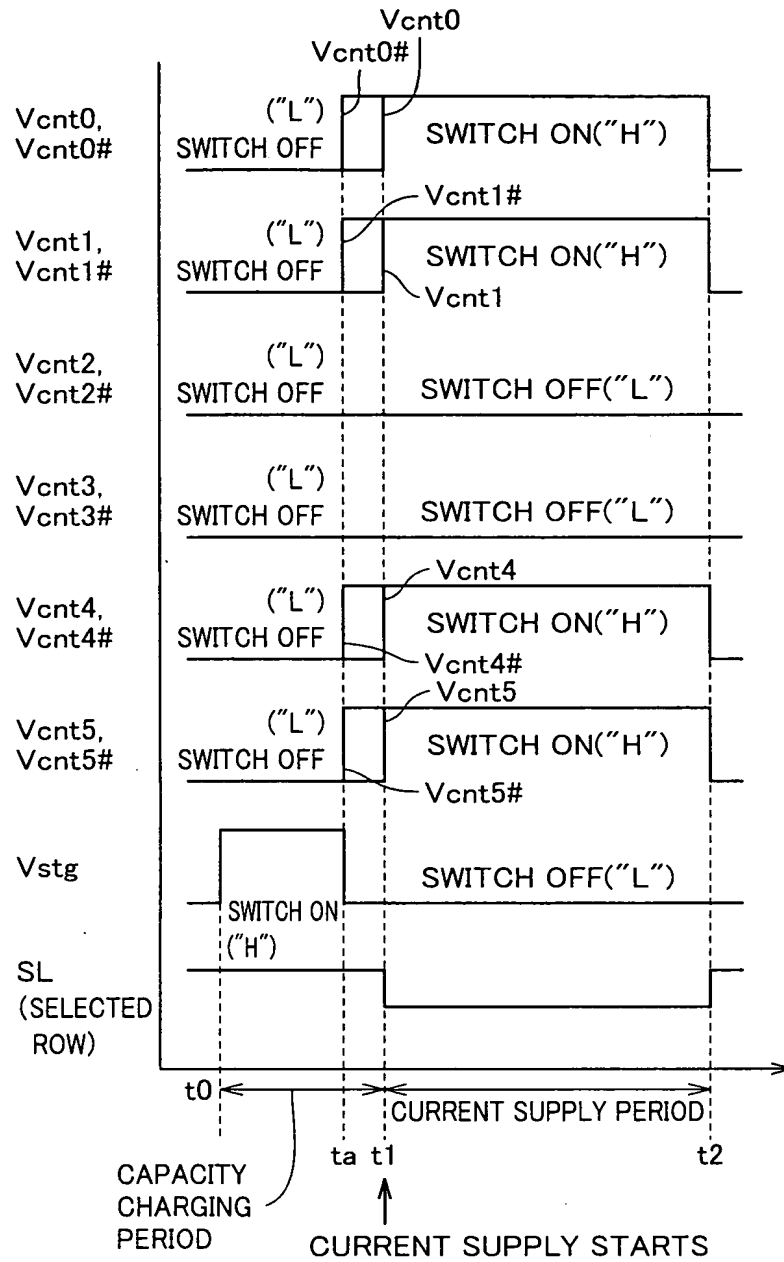 Vcnt0
Vcnt0#
Vcnt0,
Vcnt0#
("L")
SWITCH OFF
SWITCH ON("H")
Vcnt1#
Vcnt1,
Vcnt1#
("L")
SWITCH OFF
SWITCH ON("H")
Vcnt1
Vcnt2,
Vcnt2#
("L")
SWITCH OFF
SWITCH OFF("L")
Vcnt3,
Vcnt3#
("L")
SWITCH OFF
SWITCH OFF("L")
Vcnt4
Vcnt4,
Vcnt4#
("L")
SWITCH OFF
SWITCH ON("H")
Vcnt4#
Vcnt5
Vcnt5,
Vcnt5#
("L")
SWITCH OFF
SWITCH ON("H")
Vcnt5#
Vstg
SWITCH OFF("L")
SWITCH ON
("H")
SL
(SELECTED
ROW)
t0
CURRENT SUPPLY PERIOD
ta t1 t2
CAPACITY
CHARGING
PERIOD
CURRENT SUPPLY STARTS